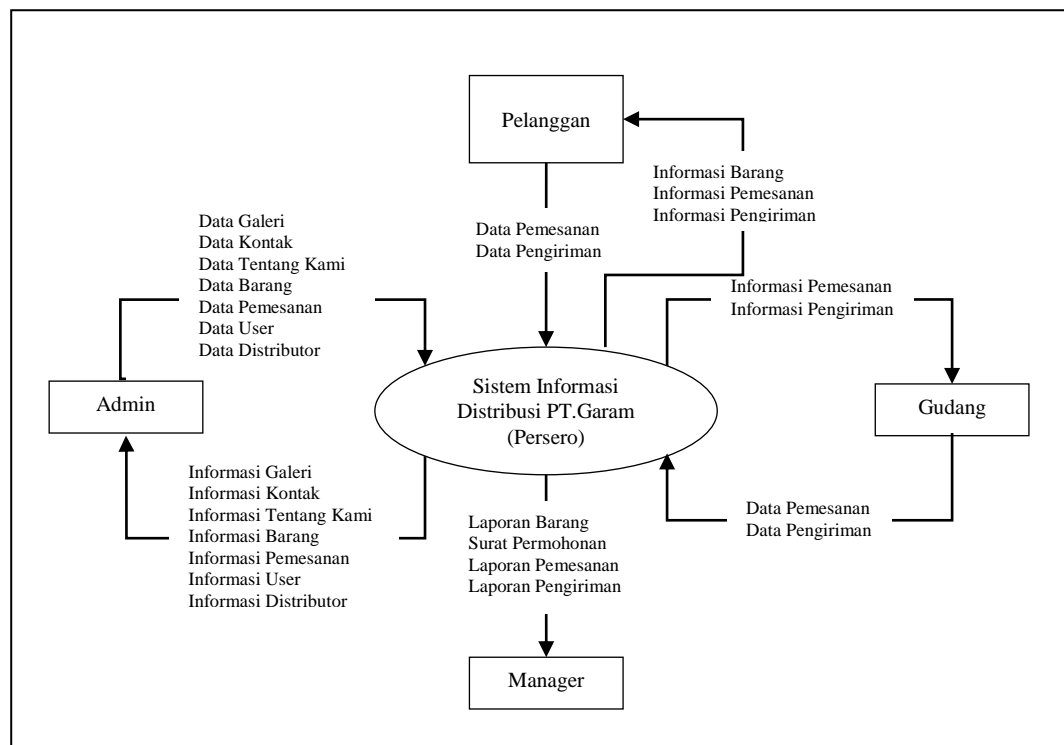 Pelanggan
Informasi Barang
Informasi Pemesanan
Informasi Pengiriman
Data Pemesanan
Data Pengiriman
Data Galeri
Data Kontak
Data Tentang Kami
Data Barang
Data Pemesanan
Data User
Data Distributor
Informasi Pemesanan
Informasi Pengiriman
Admin
Sistem Informasi
Distribusi PT.Garam
(Persero)
Gudang
Informasi Galeri
Informasi Kontak
Informasi Tentang Kami
Informasi Barang
Informasi Pemesanan
Informasi User
Informasi Distributor
Laporan Barang
Surat Permohonan
Laporan Pemesanan
Laporan Pengiriman
Data Pemesanan
Data Pengiriman
Manager